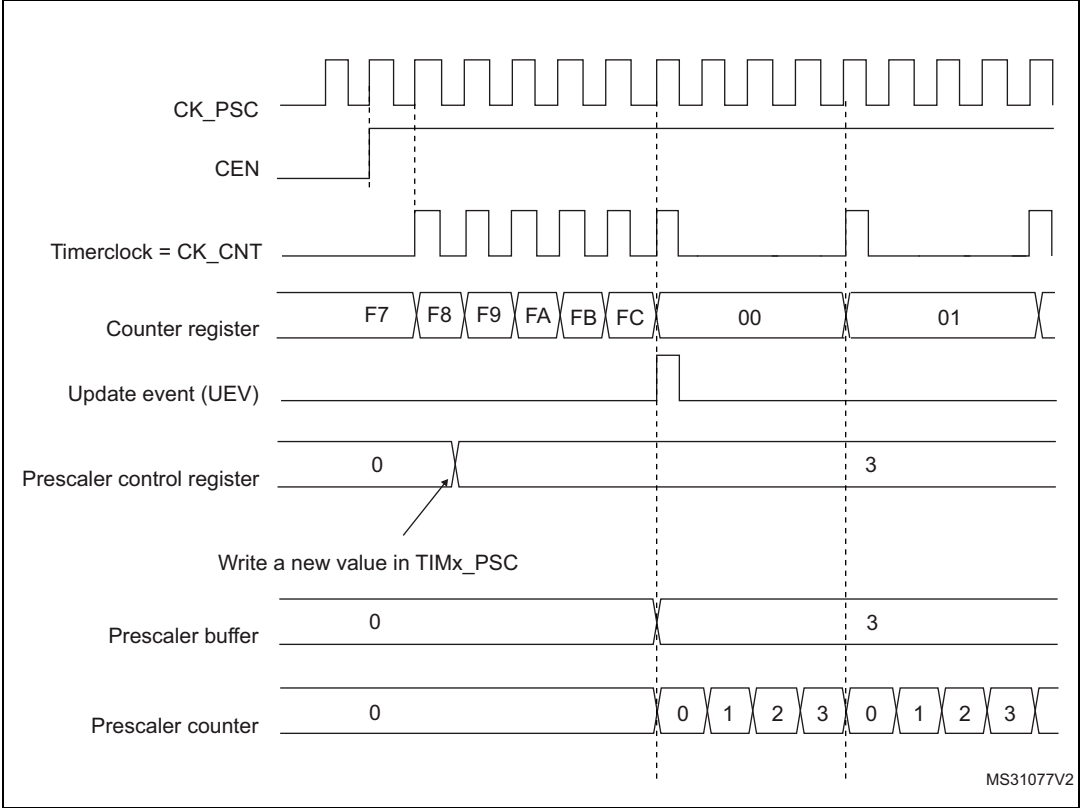 CK_PSC
CEN
Timerclock = CK_CNT
Counter register F7 F8 F9 FA FB FC 00 01
Update event (UEV)
Prescaler control register 0 3
Write a new value in TIMx_PSC
Prescaler buffer 0 3
Prescaler counter 0 0 1 2 3 0 1 2 3
MS31077V2